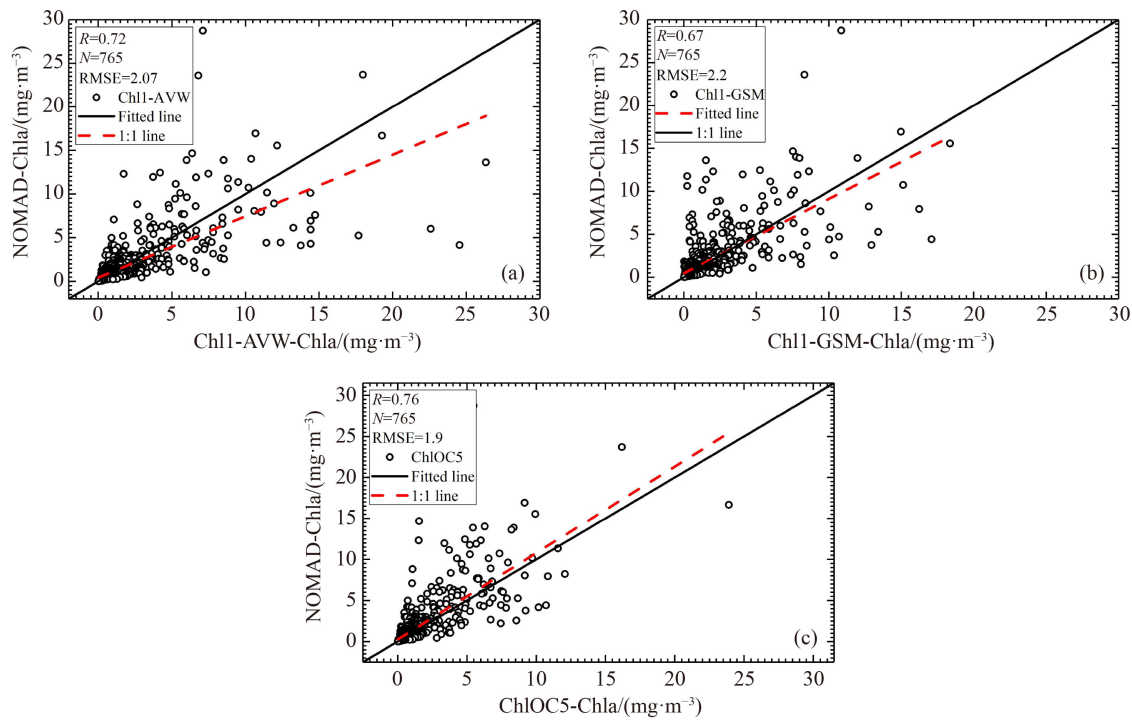 30
25
20
15
10
5
0
NOMAD-Chla/(mg·m⁻³)
R=0.72
N=765
RMSE=2.07
Chl1-AVW
Fitted line
1:1 line
(a)
0 5 10 15 20 25 30
Chl1-AVW-Chla/(mg·m⁻³)
30
25
20
15
10
5
0
NOMAD-Chla/(mg·m⁻³)
R=0.67
N=765
RMSE=2.2
Chl1-GSM
Fitted line
1:1 line
(b)
0 5 10 15 20 25 30
Chl1-GSM-Chla/(mg·m⁻³)
30
25
20
15
10
5
0
NOMAD-Chla/(mg·m⁻³)
R=0.76
N=765
RMSE=1.9
ChlOC5
Fitted line
1:1 line
(c)
0 5 10 15 20 25 30
ChlOC5-Chla/(mg·m⁻³)